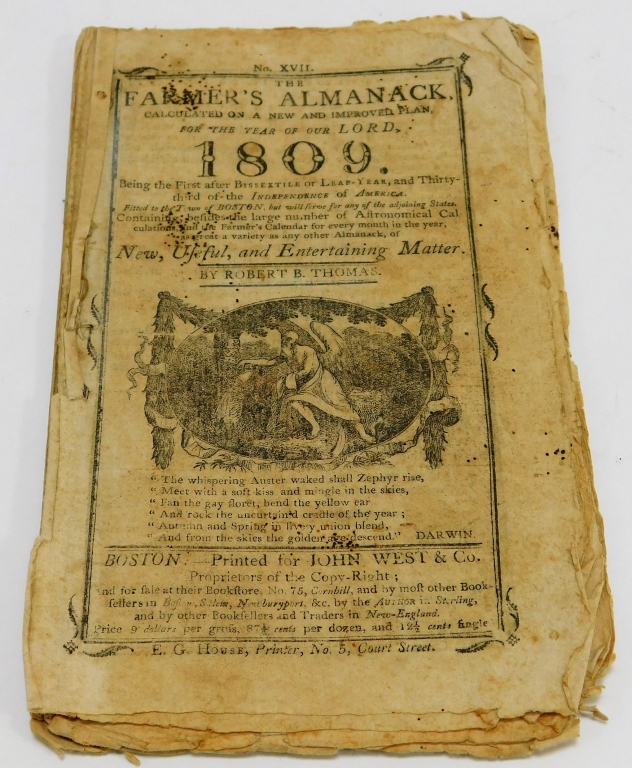 No. XVII.
THE
FARMER'S ALMANACK,
CALCULATED ON A NEW AND IMPROVED PLAN,
FOR THE YEAR OF OUR LORD,
1809.
Being the First after BISSEXTILE or LEAP-YEAR, and Thirty-
third of the INDEPENDENCE of AMERICA.
Fitted to the Town of BOSTON, but will serve for any of the adjoining States.
Containing, besides the large number of Astronomical Cal
culations, and the Farmer's Calendar for every month in the year,
as great a variety as any other Almanack, of
New, Useful, and Entertaining Matter.
BY ROBERT B. THOMAS.
" The whispering Auster waked shall Zephyr rise,
" Meet with a soft kiss and mingle in the skies,
" Fan the gay floret, bend the yellow ear
" And rock the uncurtain'd cradle of the year ;
" Autumn and Spring in lively union blend,
" And from the skies the golden age descend." DARWIN
BOSTON:—Printed for JOHN WEST & Co.
Proprietors of the Copy-Right ;
and for sale at their Bookstore, No. 75, Cornhill, and by most other Book-
sellers in Boston, Salem, Newburyport, &c. by the AUTHOR in Sterling,
and by other Booksellers and Traders in New-England.
Price 9 dollars per gross, 87½ cents per dozen, and 12½ cents single
E. G. HOUSE, Printer, No. 5, Court Street.